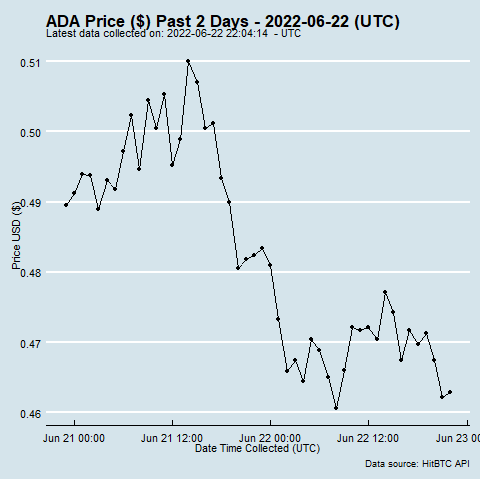 ADA Price ($) Past 2 Days - 2022-06-22 (UTC)
Latest data collected on: 2022-06-22 22:04:14 - UTC
0.51
0.50
0.49
0.48
0.47
0.46
Price USD ($)
Jun 21 00:00
Jun 21 12:00
Jun 22 00:00
Jun 22 12:00
Jun 23 00
Date Time Collected (UTC)
Data source: HitBTC API